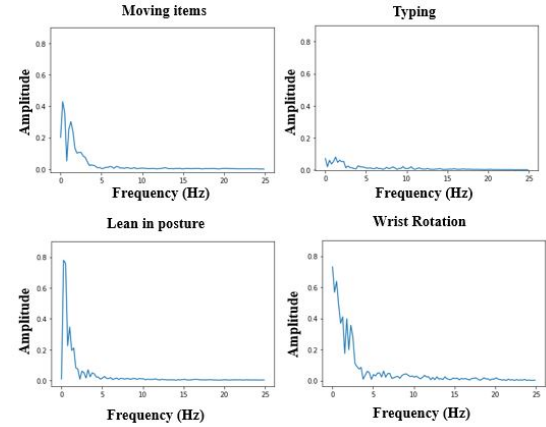 Moving items
Typing
Amplitude
0.8
0.6
0.4
0.2
0.0
0 5 10 15 20 25
Frequency (Hz)
Amplitude
0.8
0.6
0.4
0.2
0.0
0 5 10 15 20 25
Frequency (Hz)
Lean in posture
Wrist Rotation
Amplitude
0.8
0.6
0.4
0.2
0.0
0 5 10 15 20 25
Frequency (Hz)
Amplitude
0.8
0.6
0.4
0.2
0.0
0 5 10 15 20 25
Frequency (Hz)